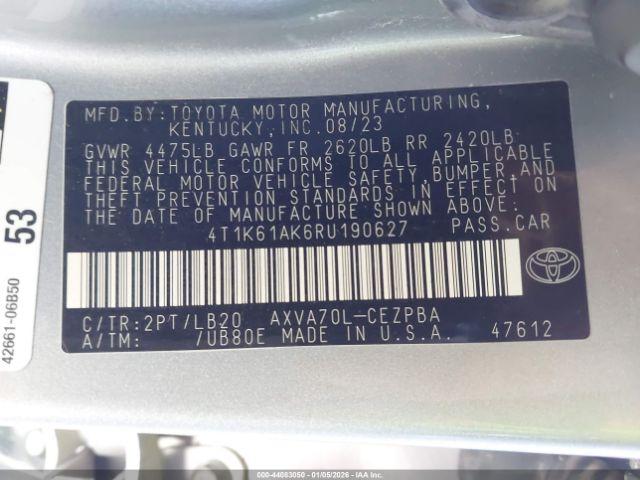 MFD.BY:TOYOTA MOTOR MANUFACTURING,
KENTUCKY,INC.08/23
GVWR 4475LB GAWR FR 2620LB RR 2420LB
THIS VEHICLE CONFORMS TO ALL APPLICABLE
FEDERAL MOTOR VEHICLE SAFETY,BUMPER,AND
THEFT PREVENTION STANDARDS IN EFFECT ON
THE DATE OF MANUFACTURE SHOWN ABOVE:
4T1K61AK6RU190627 PASS.CAR
C/TR:2PT/LB20 AXVA70L-CEZPBA
A/TM: /UB80E MADE IN U.S.A. 47612
TOYOTA
53
42661-06B50
000-44083050 | 01/05/2026 | IAA